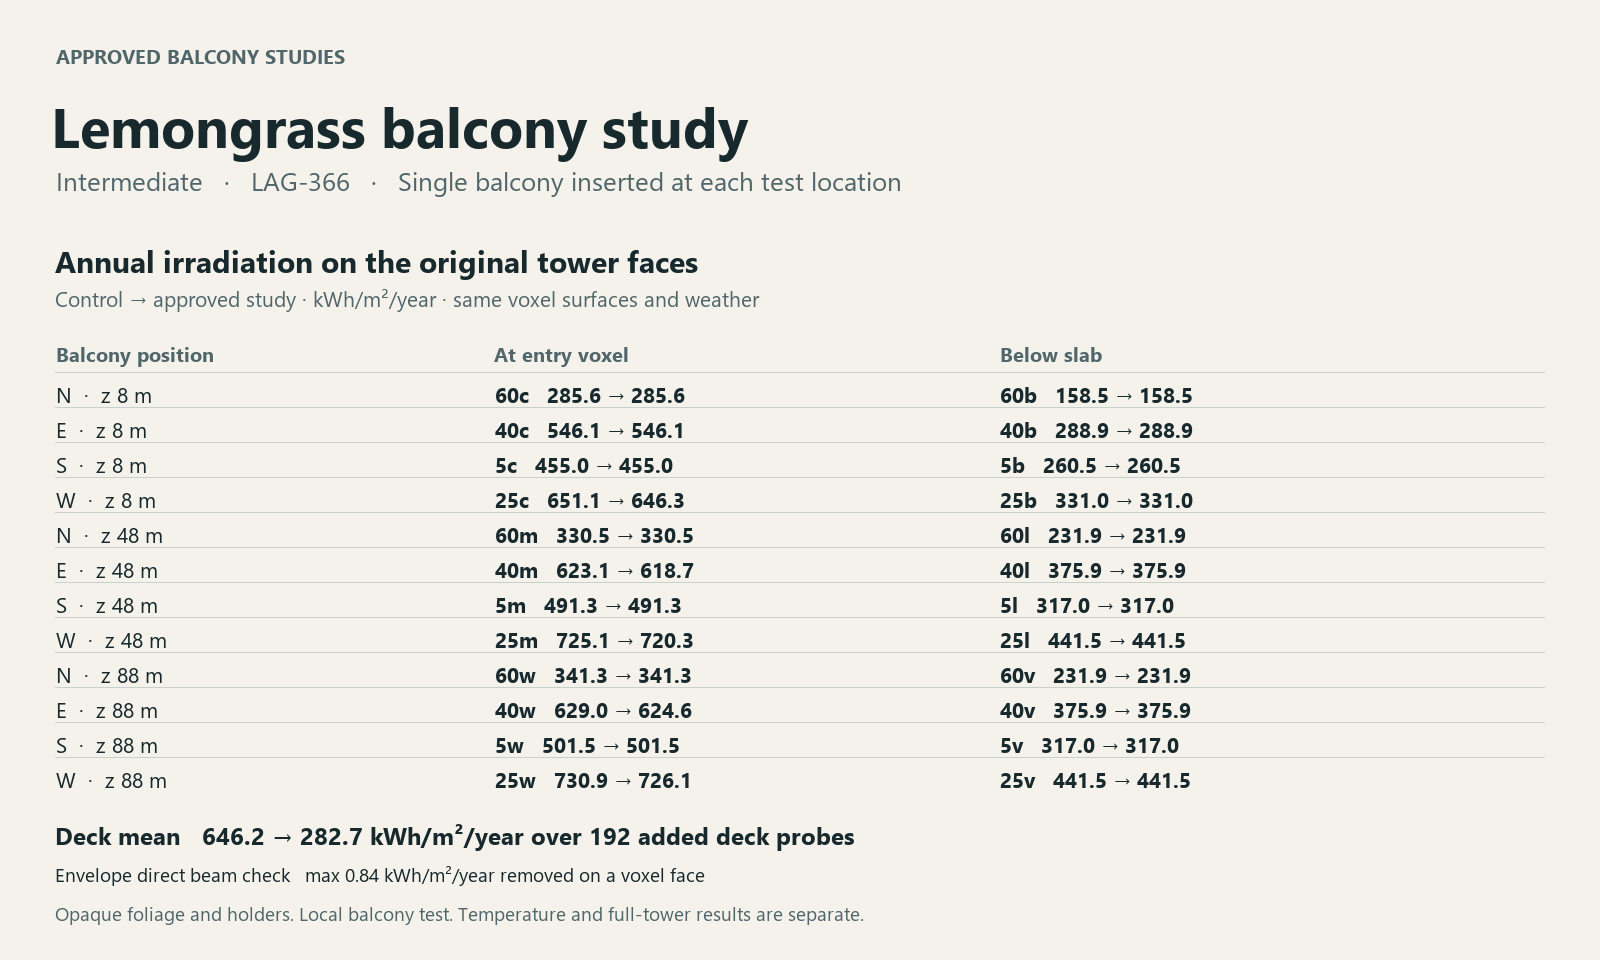 APPROVED BALCONY STUDIES
Lemongrass balcony study
Intermediate · LAG-366 · Single balcony inserted at each test location
Annual irradiation on the original tower faces
Control → approved study · kWh/m²/year · same voxel surfaces and weather
Balcony position At entry voxel Below slab
N · z 8 m 60c 285.6 → 285.6 60b 158.5 → 158.5
E · z 8 m 40c 546.1 → 546.1 40b 288.9 → 288.9
S · z 8 m 5c 455.0 → 455.0 5b 260.5 → 260.5
W · z 8 m 25c 651.1 → 646.3 25b 331.0 → 331.0
N · z 48 m 60m 330.5 → 330.5 60l 231.9 → 231.9
E · z 48 m 40m 623.1 → 618.7 40l 375.9 → 375.9
S · z 48 m 5m 491.3 → 491.3 5l 317.0 → 317.0
W · z 48 m 25m 725.1 → 720.3 25l 441.5 → 441.5
N · z 88 m 60w 341.3 → 341.3 60v 231.9 → 231.9
E · z 88 m 40w 629.0 → 624.6 40v 375.9 → 375.9
S · z 88 m 5w 501.5 → 501.5 5v 317.0 → 317.0
W · z 88 m 25w 730.9 → 726.1 25v 441.5 → 441.5
Deck mean 646.2 → 282.7 kWh/m²/year over 192 added deck probes
Envelope direct beam check max 0.84 kWh/m²/year removed on a voxel face
Opaque foliage and holders. Local balcony test. Temperature and full-tower results are separate.